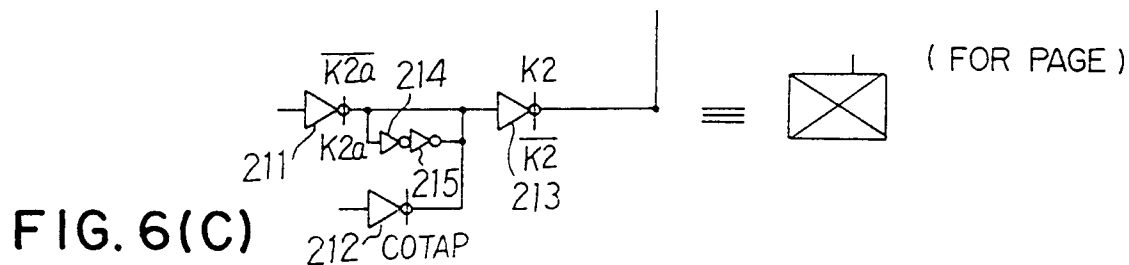 K2a 214 K2 (FOR PAGE)
211 K2a 215 K2 213
FIG. 6(C) 212 COTAP